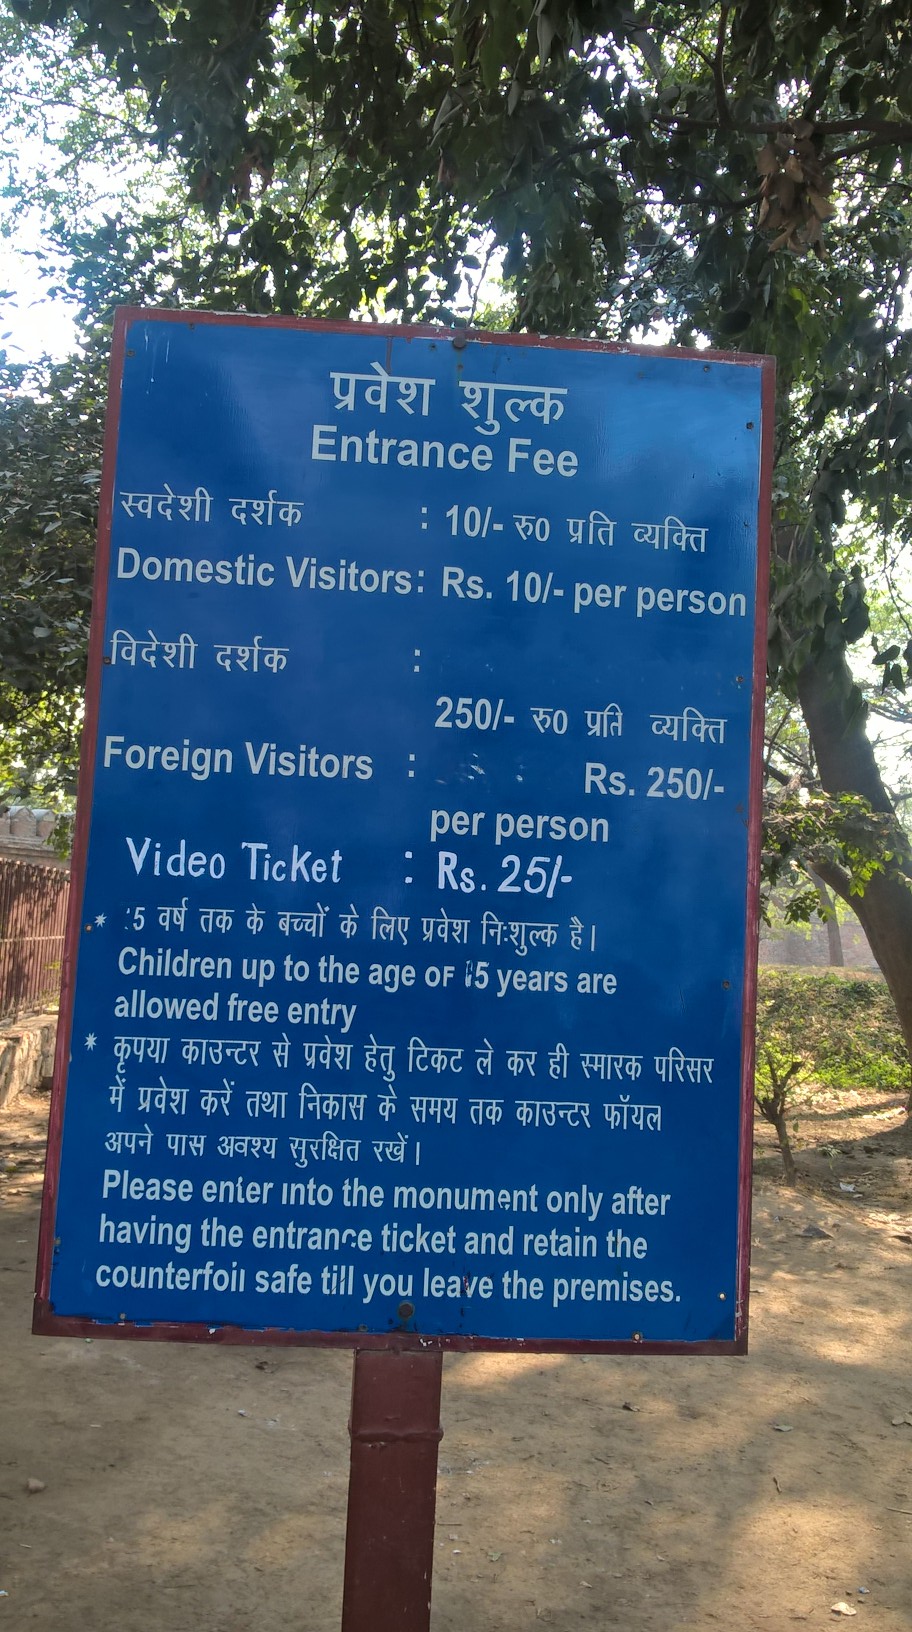 प्रवेश शुल्क
Entrance Fee
स्वदेशी दर्शक : 10/- रु0 प्रति व्यक्ति
Domestic Visitors: Rs. 10/- per person
विदेशी दर्शक :
250/- रु0 प्रति व्यक्ति
Foreign Visitors : Rs. 250/-
per person
Video Ticket : Rs. 25/-
* 15 वर्ष तक के बच्चों के लिए प्रवेश निःशुल्क है।
Children up to the age of 15 years are
allowed free entry
* कृपया काउन्टर से प्रवेश हेतु टिकट ले कर ही स्मारक परिसर
में प्रवेश करें तथा निकास के समय तक काउन्टर फॉयल
अपने पास अवश्य सुरक्षित रखें।
Please enter into the monument only after
having the entrance ticket and retain the
counterfoil safe till you leave the premises.